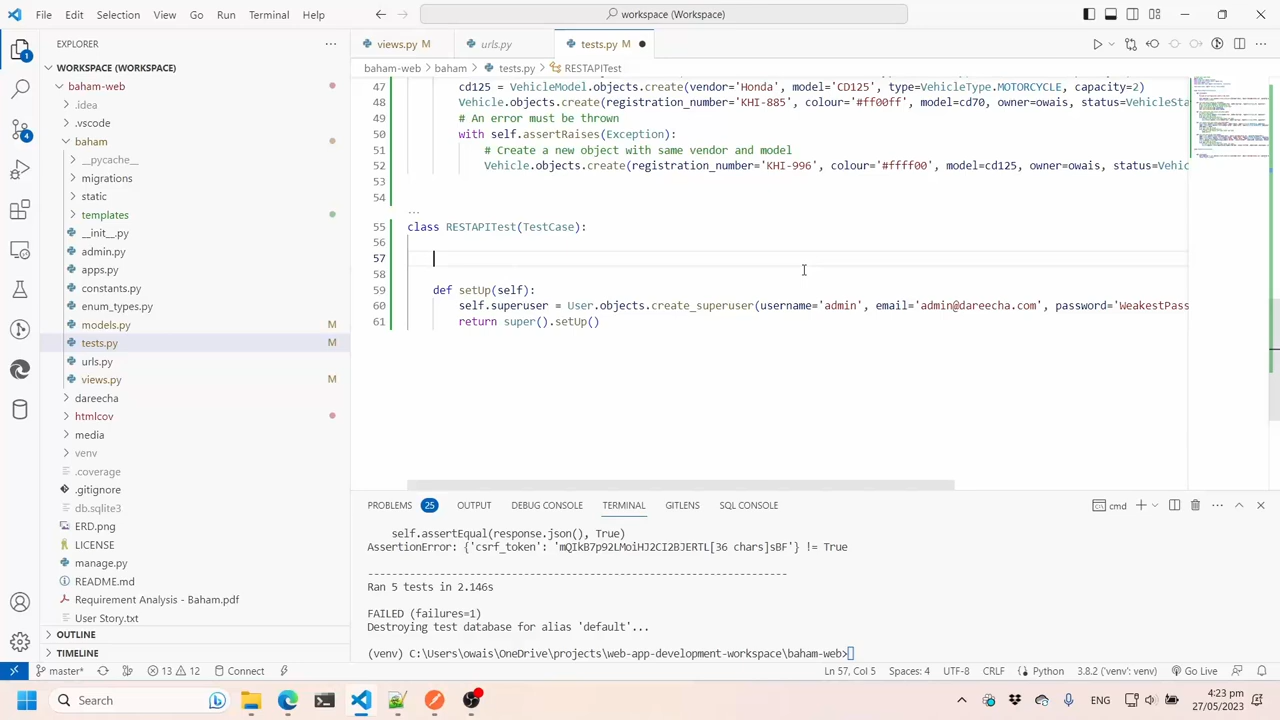 File Edit Selection View Go Run Terminal Help
workspace (Workspace)
EXPLORER
WORKSPACE (WORKSPACE)
baham-web
.idea
.vscode
baham
__pycache__
migrations
static
templates
__init__.py
admin.py
apps.py
constants.py
enum_types.py
models.py M
tests.py M
urls.py
views.py M
dareecha
htmlcov
media
venv
.coverage
.gitignore
db.sqlite3
ERD.png
LICENSE
manage.py
README.md
Requirement Analysis - Baham.pdf
User Story.txt
OUTLINE
TIMELINE
views.py M urls.py tests.py M
baham-web > baham > tests.py > RESTAPITest
47 cd125 = VehicleModel.objects.create(vendor='Honda', model='CD125', type=VehicleType.MOTORCYCLE, capacity=2)
48 Vehicle.objects.create(registration_number= colour='#ff00ff', owner=owais, status=VehicleSta
49 # An error must be thrown
50 with self.assertRaises(Exception):
51 # Create new object with same vendor and model
52 Vehicle.objects.create(registration_number='KHI-996', colour='#ffff00', model=cd125, owner=owais, status=Vehic
53
54
...
55 class RESTAPITest(TestCase):
56
57
58
59 def setUp(self):
60 self.superuser = User.objects.create_superuser(username='admin', email='admin@dareecha.com', password='WeakestPass
61 return super().setUp()
PROBLEMS 25 OUTPUT DEBUG CONSOLE TERMINAL GITLENS SQL CONSOLE
cmd
self.assertEqual(response.json(), True)
AssertionError: {'csrf_token': 'mQIkB7p92LMoiHJ2CI2BJERTL[36 chars]sBF'} != True
----------------------------------------------------------------------
Ran 5 tests in 2.146s
FAILED (failures=1)
Destroying test database for alias 'default'...
(venv) C:\Users\owais\OneDrive\projects\web-app-development-workspace\baham-web>
master* 13 12 Connect Ln 57, Col 5 Spaces: 4 UTF-8 CRLF Python 3.8.2 ('venv': venv) Go Live
Search
ENG
4:23 pm
27/05/2023
1
4